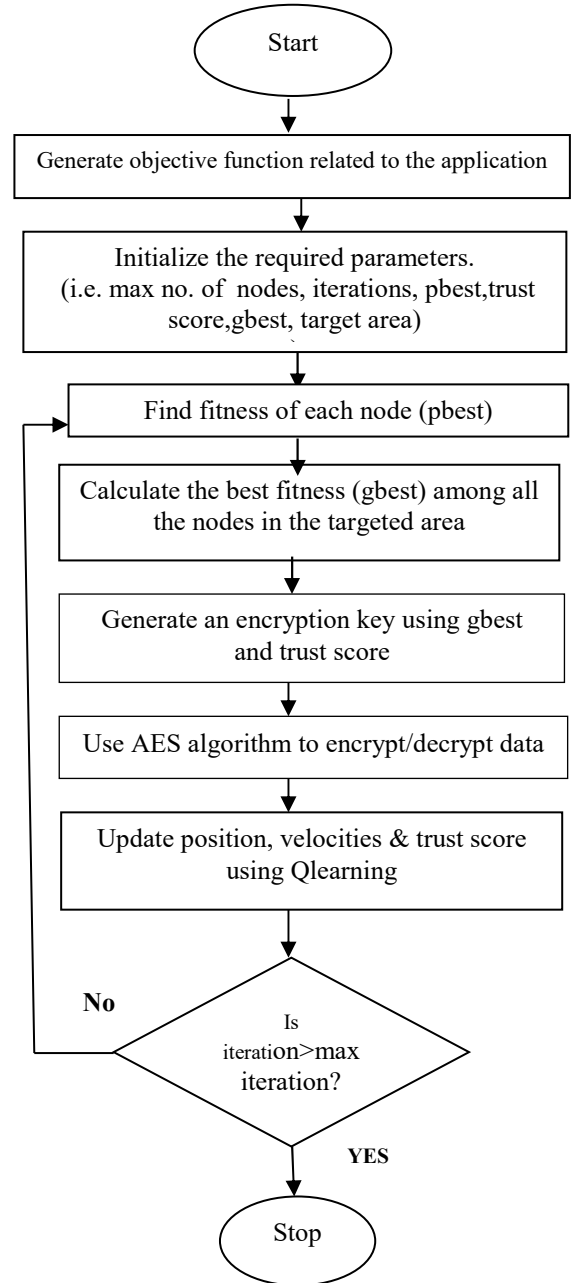 Start
Generate objective function related to the application
Initialize the required parameters.
(i.e. max no. of nodes, iterations, pbest,trust
score,gbest, target area)
Find fitness of each node (pbest)
Calculate the best fitness (gbest) among all
the nodes in the targeted area
Generate an encryption key using gbest
and trust score
Use AES algorithm to encrypt/decrypt data
Update position, velocities & trust score
using Qlearning
No
Is
iteration>max
iteration?
YES
Stop